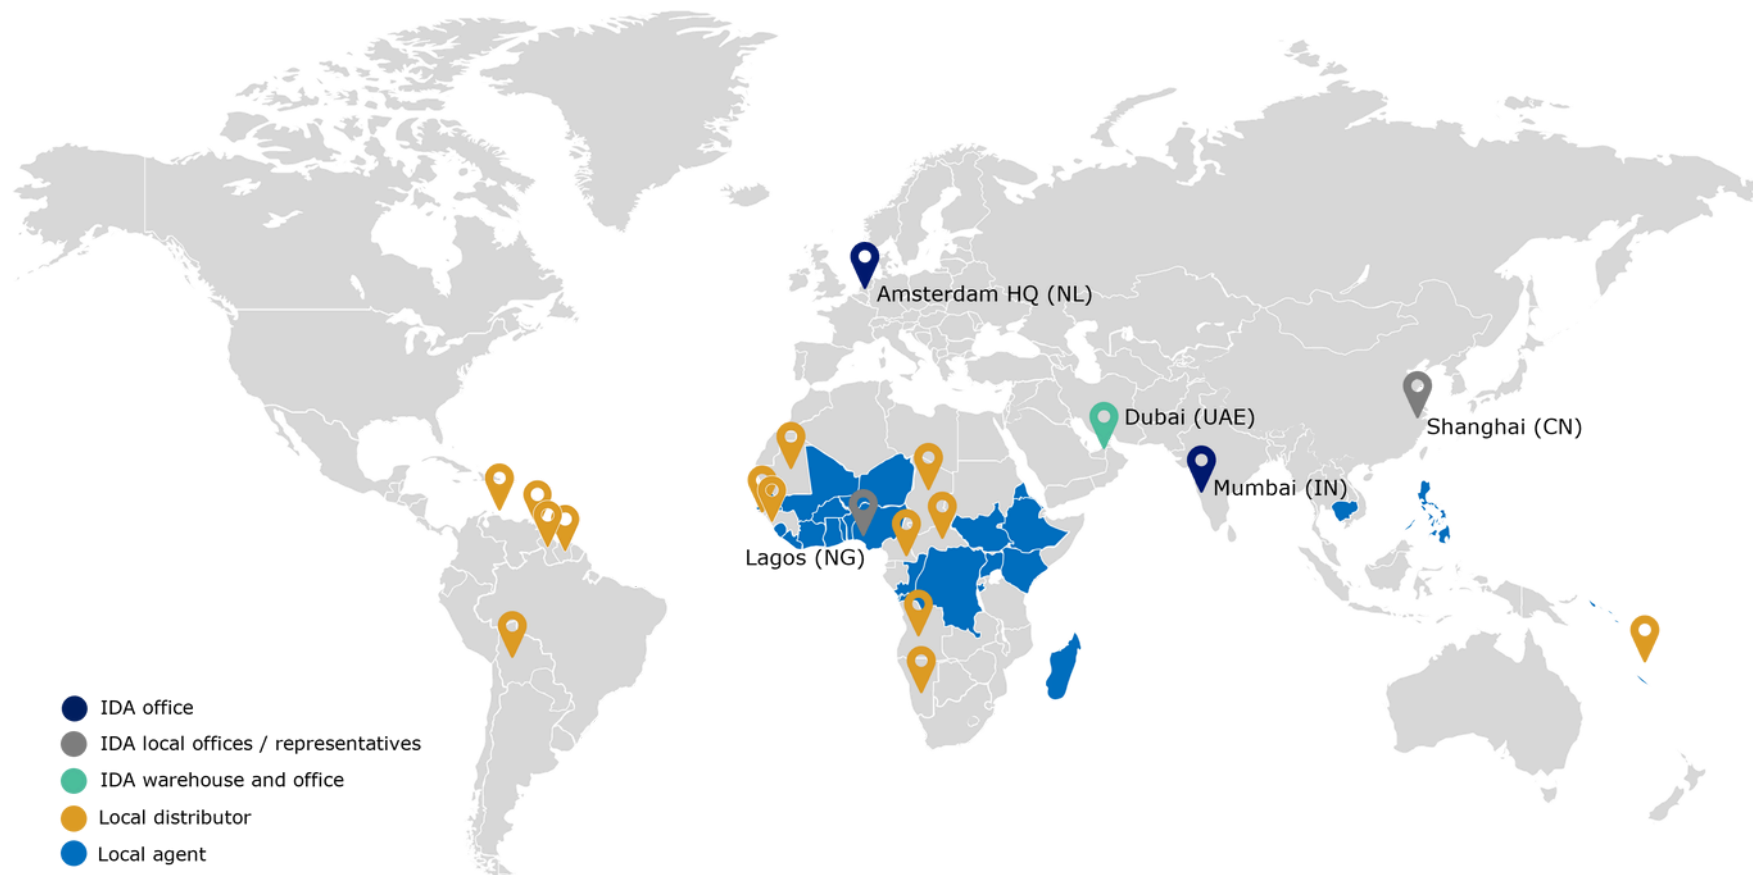 Amsterdam HQ (NL)
Dubai (UAE)
Shanghai (CN)
Mumbai (IN)
Lagos (NG)
IDA office
IDA local offices / representatives
IDA warehouse and office
Local distributor
Local agent